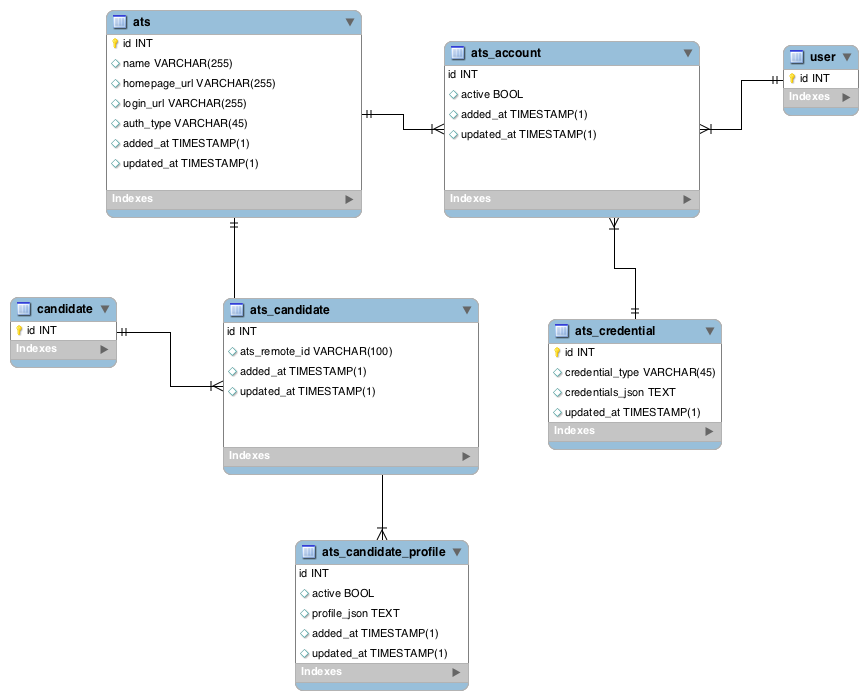 ats
id INT
name VARCHAR(255)
homepage_url VARCHAR(255)
login_url VARCHAR(255)
auth_type VARCHAR(45)
added_at TIMESTAMP(1)
updated_at TIMESTAMP(1)
Indexes
ats_account
id INT
active BOOL
added_at TIMESTAMP(1)
updated_at TIMESTAMP(1)
Indexes
user
id INT
Indexes
candidate
id INT
Indexes
ats_candidate
id INT
ats_remote_id VARCHAR(100)
added_at TIMESTAMP(1)
updated_at TIMESTAMP(1)
Indexes
ats_credential
id INT
credential_type VARCHAR(45)
credentials_json TEXT
updated_at TIMESTAMP(1)
Indexes
ats_candidate_profile
id INT
active BOOL
profile_json TEXT
added_at TIMESTAMP(1)
updated_at TIMESTAMP(1)
Indexes